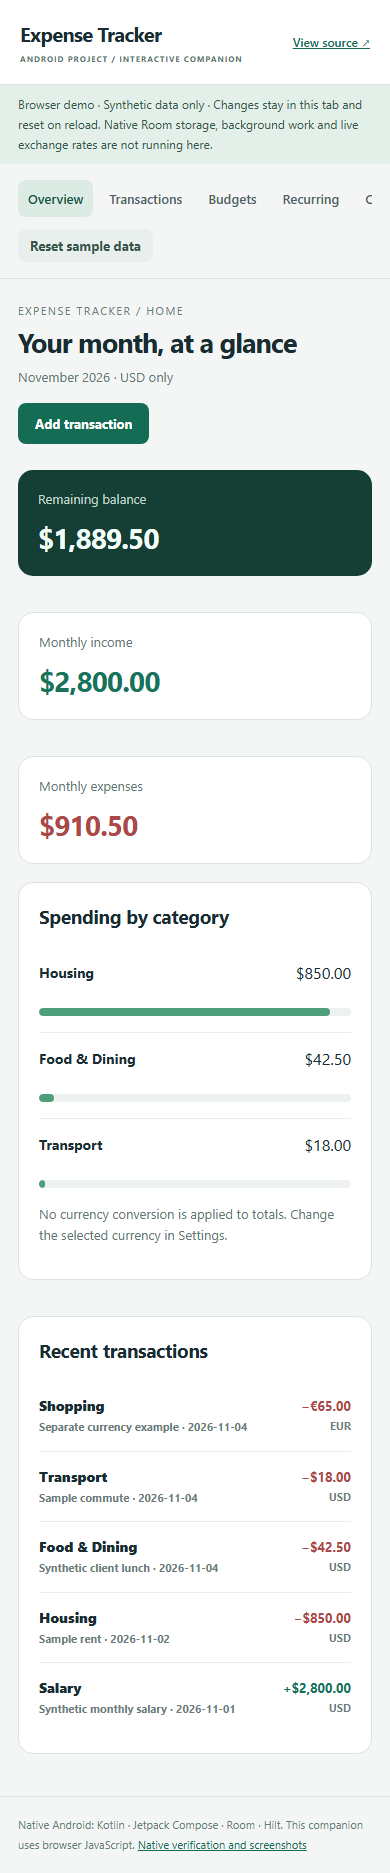 Expense Tracker
View source ↗
ANDROID PROJECT / INTERACTIVE COMPANION
Browser demo · Synthetic data only · Changes stay in this tab and
reset on reload. Native Room storage, background work and live
exchange rates are not running here.
Overview Transactions Budgets Recurring
Reset sample data
EXPENSE TRACKER / HOME
Your month, at a glance
November 2026 · USD only
Add transaction
Remaining balance
$1,889.50
Monthly income
$2,800.00
Monthly expenses
$910.50
Spending by category
Housing $850.00
Food & Dining $42.50
Transport $18.00
No currency conversion is applied to totals. Change
the selected currency in Settings.
Recent transactions
Shopping −€65.00
Separate currency example · 2026-11-04 EUR
Transport −$18.00
Sample commute · 2026-11-04 USD
Food & Dining −$42.50
Synthetic client lunch · 2026-11-04 USD
Housing −$850.00
Sample rent · 2026-11-02 USD
Salary +$2,800.00
Synthetic monthly salary · 2026-11-01 USD
Native Android: Kotlin · Jetpack Compose · Room · Hilt. This companion
uses browser JavaScript. Native verification and screenshots